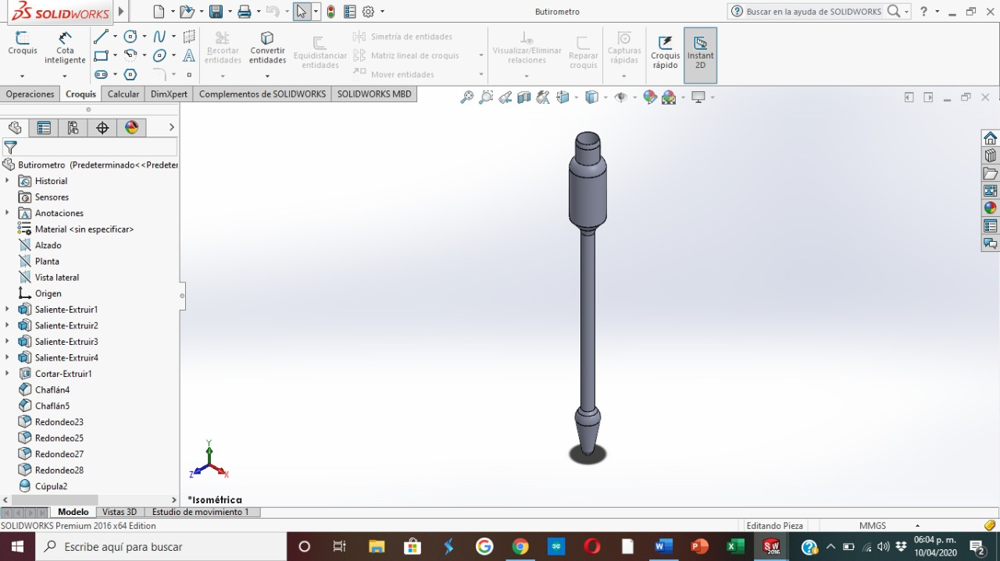 SOLIDWORKS
Butirometro
Buscar en la ayuda de SOLIDWORKS
Croquis
Cota inteligente
Recortar entidades
Convertir entidades
Equidistanciar entidades
Simetría de entidades
Matriz lineal de croquis
Mover entidades
Visualizar/Eliminar relaciones
Reparar croquis
Capturas rápidas
Croquis rápido
Instant 2D
Operaciones
Croquis
Calcular
DimXpert
Complementos de SOLIDWORKS
SOLIDWORKS MBD
Butirometro (Predeterminado<<Predeter
Historial
Sensores
Anotaciones
Material <sin especificar>
Alzado
Planta
Vista lateral
Origen
Saliente-Extruir1
Saliente-Extruir2
Saliente-Extruir3
Saliente-Extruir4
Cortar-Extruir1
Chaflán4
Chaflán5
Redondeo23
Redondeo25
Redondeo27
Redondeo28
Cúpula2
Y
Z
X
*Isométrica
Modelo
Vistas 3D
Estudio de movimiento 1
SOLIDWORKS Premium 2016 x64 Edition
Editando Pieza
MMGS
Escribe aquí para buscar
06:04 p. m.
10/04/2020
2